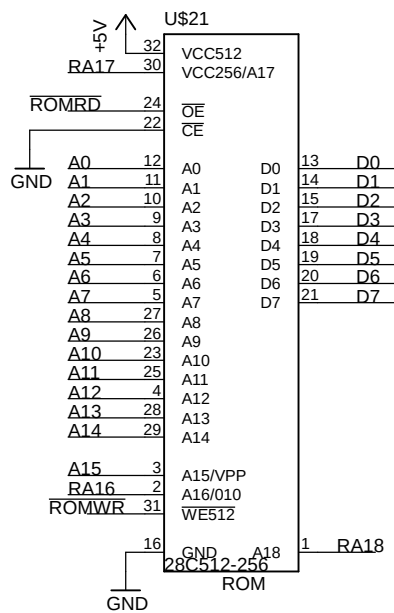 U$21
+5V
32 VCC512
RA17 30 VCC256/A17
ROMRD 24 OE
22 CE
GND
A0 12 A0 D0 13 D0
A1 11 A1 D1 14 D1
A2 10 A2 D2 15 D2
A3 9 A3 D3 17 D3
A4 8 A4 D4 18 D4
A5 7 A5 D5 19 D5
A6 6 A6 D6 20 D6
A7 5 A7 D7 21 D7
A8 27 A8
A9 26 A9
A10 23 A10
A11 25 A11
A12 4 A12
A13 28 A13
A14 29 A14
A15 3 A15/VPP
RA16 2 A16/010
ROMWR 31 WE512
16 GND A18 1 RA18
28C512-256
ROM
GND